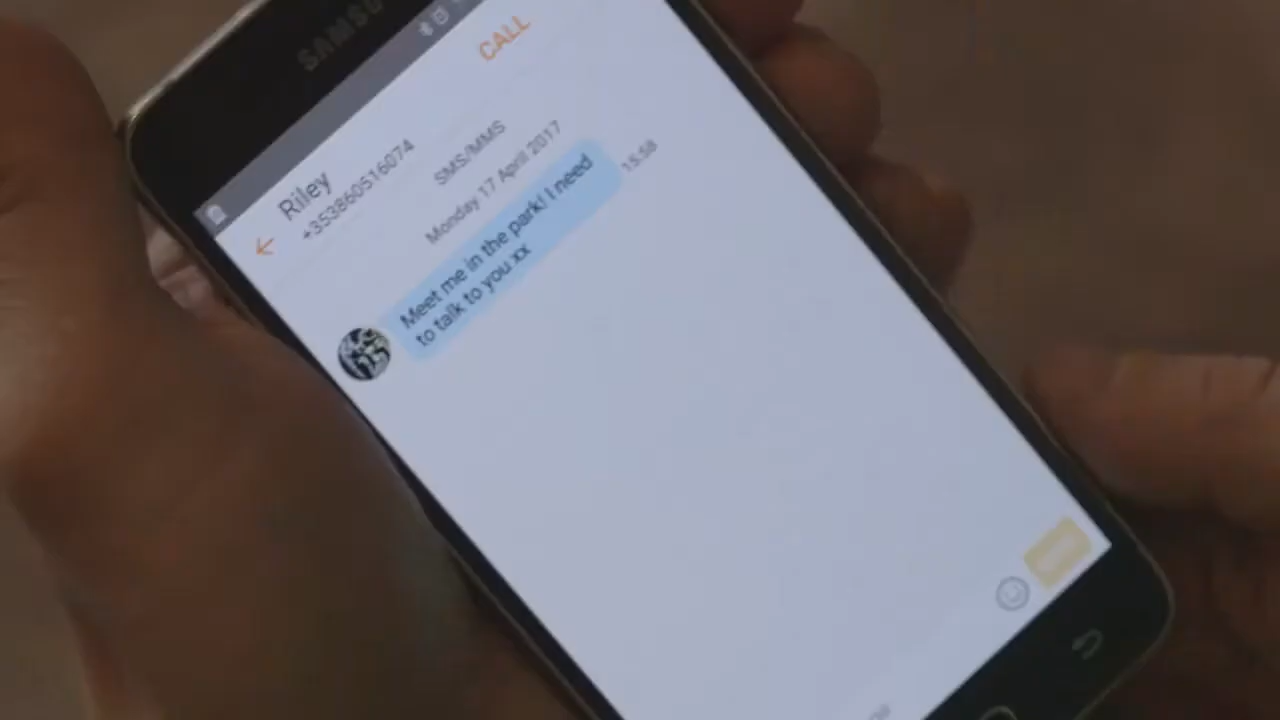 SAMSUNG
CALL
Riley
+353860516074
SMS/MMS
Monday 17 April 2017
Meet me in the park! I need
to talk to you xx
15:58